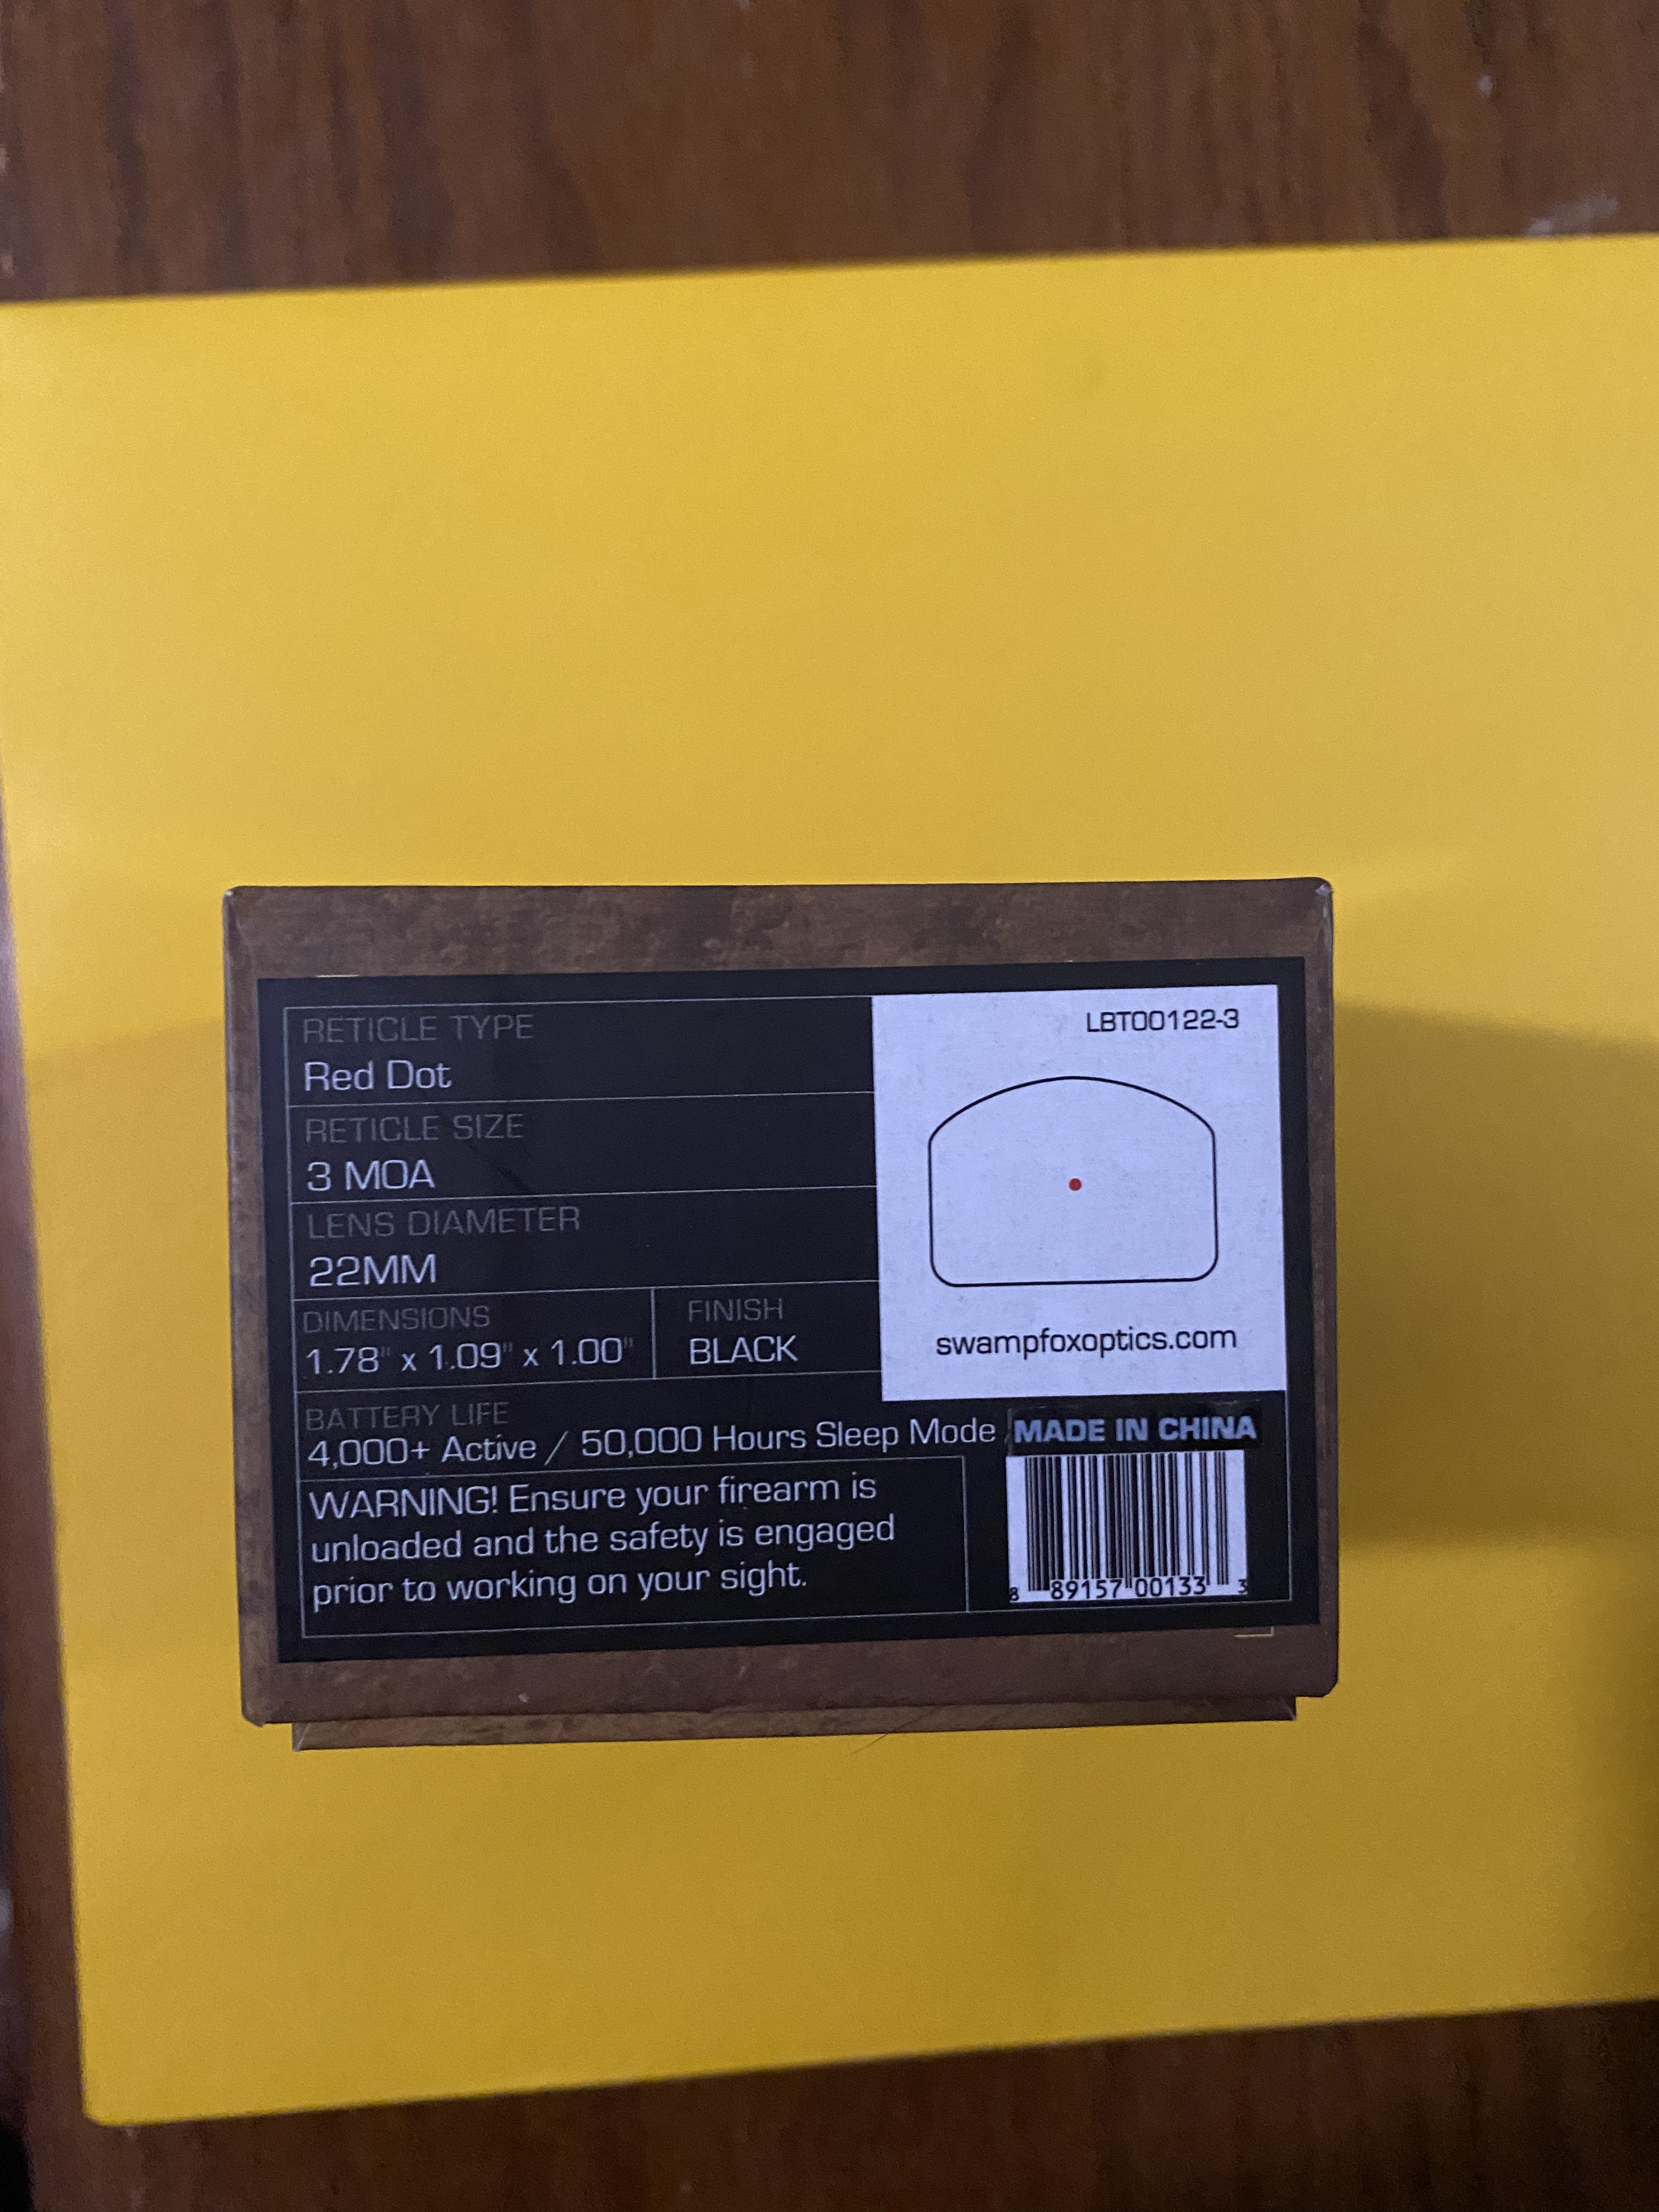 RETICLE TYPE
Red Dot
RETICLE SIZE
3 MOA
LENS DIAMETER
22MM
DIMENSIONS
1.78" x 1.09" x 1.00"
FINISH
BLACK
BATTERY LIFE
4,000+ Active / 50,000 Hours Sleep Mode
WARNING! Ensure your firearm is
unloaded and the safety is engaged
prior to working on your sight.
LBT00122-3
swampfoxoptics.com
MADE IN CHINA
8 89157 00133 3